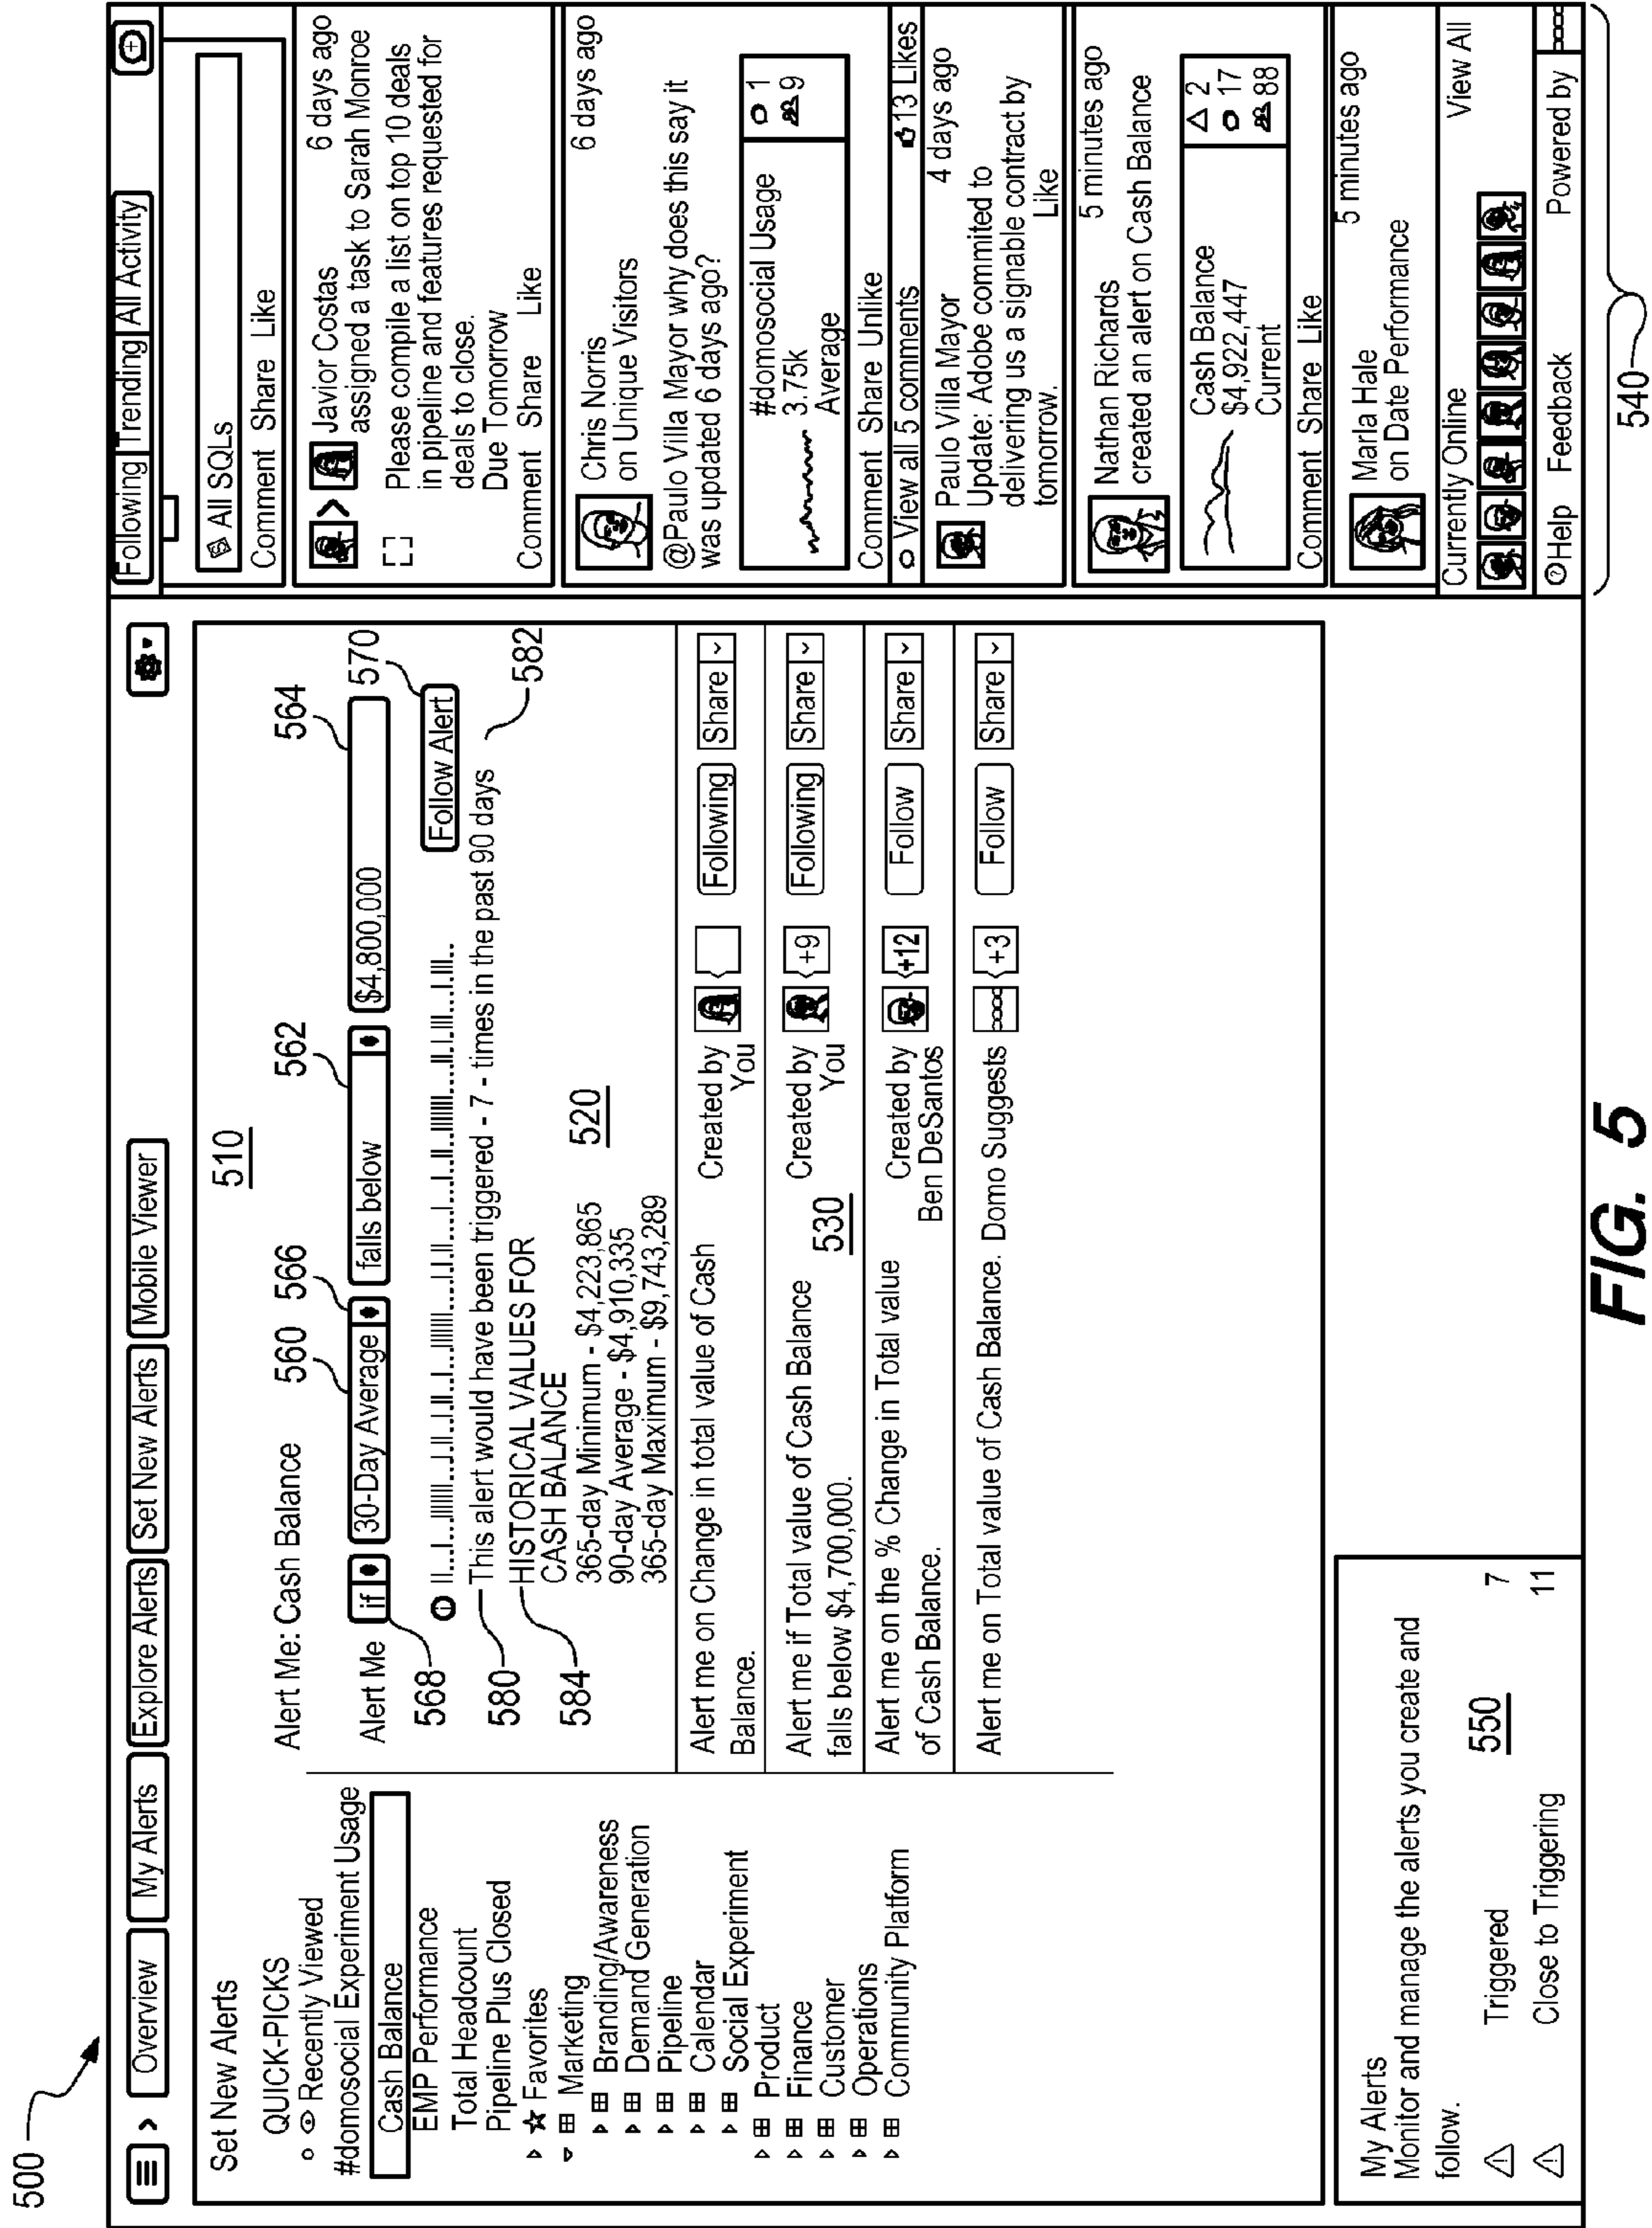 500
Overview
My Alerts
Explore Alerts
Set New Alerts
Mobile Viewer
Set New Alerts
QUICK-PICKS
Recently Viewed
#domosocial Experiment Usage
Cash Balance
EMP Performance
Total Headcount
Pipeline Plus Closed
Favorites
Marketing
Branding/Awareness
Demand Generation
Pipeline
Calendar
Social Experiment
Product
Finance
Customer
Operations
Community Platform
510
Alert Me: Cash Balance
560
566
562
564
570
Alert Me
if
30-Day Average
falls below
$4,800,000
568
Follow Alert
580
This alert would have been triggered - 7 - times in the past 90 days
582
584
HISTORICAL VALUES FOR
CASH BALANCE
365-day Minimum - $4,223,865
90-day Average - $4,910,335
365-day Maximum - $9,743,289
520
Alert me on Change in total value of Cash
Balance.
Created by
You
Following
Share
Alert me if Total value of Cash Balance
falls below $4,700,000.
530
Created by
You
+9
Following
Share
Alert me on the % Change in Total value
of Cash Balance.
Created by
Ben DeSantos
+12
Follow
Share
Alert me on Total value of Cash Balance. Domo Suggests
+3
Follow
Share
My Alerts
Monitor and manage the alerts you create and
follow.
Triggered
7
550
Close to Triggering
11
Following
Trending
All Activity
All SQLs
Comment Share Like
Javior Costas
6 days ago
assigned a task to Sarah Monroe
Please compile a list on top 10 deals
in pipeline and features requested for
deals to close.
Due Tomorrow
Comment Share Like
Chris Norris
6 days ago
on Unique Visitors
@Paulo Villa Mayor why does this say it
was updated 6 days ago?
#domosocial Usage
3.75k
Average
1
9
Comment Share Unlike
View all 5 comments
13 Likes
Paulo Villa Mayor
4 days ago
Update: Adobe commited to
delivering us a signable contract by
tomorrow.
Like
Nathan Richards
5 minutes ago
created an alert on Cash Balance
Cash Balance
$4,922,447
Current
2
17
88
Comment Share Like
Marla Hale
5 minutes ago
on Date Performance
Currently Online
View All
Help
Feedback
Powered by
540
FIG. 5